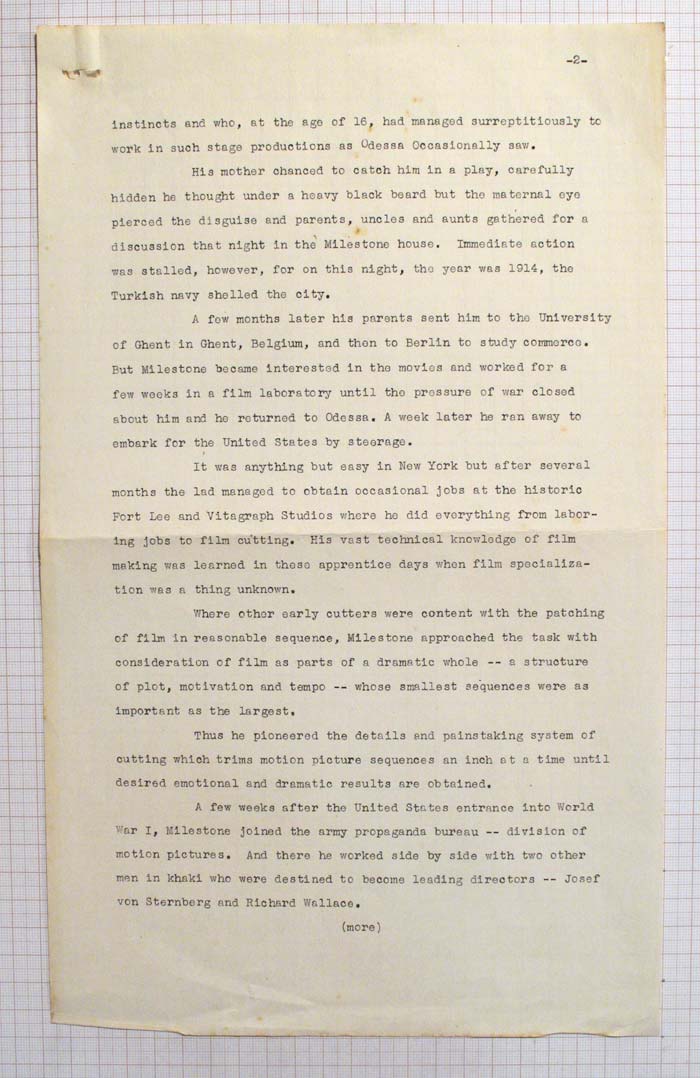 -2-
instincts and who, at the age of 16, had managed surreptitiously to
work in such stage productions as Odessa Occasionally saw.
His mother chanced to catch him in a play, carefully
hidden he thought under a heavy black beard but the maternal eye
pierced the disguise and parents, uncles and aunts gathered for a
discussion that night in the Milestone house. Immediate action
was stalled, however, for on this night, the year was 1914, the
Turkish navy shelled the city.
A few months later his parents sent him to the University
of Ghent in Ghent, Belgium, and then to Berlin to study commerce.
But Milestone became interested in the movies and worked for a
few weeks in a film laboratory until the pressure of war closed
about him and he returned to Odessa. A week later he ran away to
embark for the United States by steerage.
It was anything but easy in New York but after several
months the lad managed to obtain occasional jobs at the historic
Fort Lee and Vitagraph Studios where he did everything from labor-
ing jobs to film cutting. His vast technical knowledge of film
making was learned in these apprentice days when film specializa-
tion was a thing unknown.
Where other early cutters were content with the patching
of film in reasonable sequence, Milestone approached the task with
consideration of film as parts of a dramatic whole -- a structure
of plot, motivation and tempo -- whose smallest sequences were as
important as the largest.
Thus he pioneered the details and painstaking system of
cutting which trims motion picture sequences an inch at a time until
desired emotional and dramatic results are obtained.
A few weeks after the United States entrance into World
War I, Milestone joined the army propaganda bureau -- division of
motion pictures. And there he worked side by side with two other
men in khaki who were destined to become leading directors -- Josef
von Sternberg and Richard Wallace.
(more)